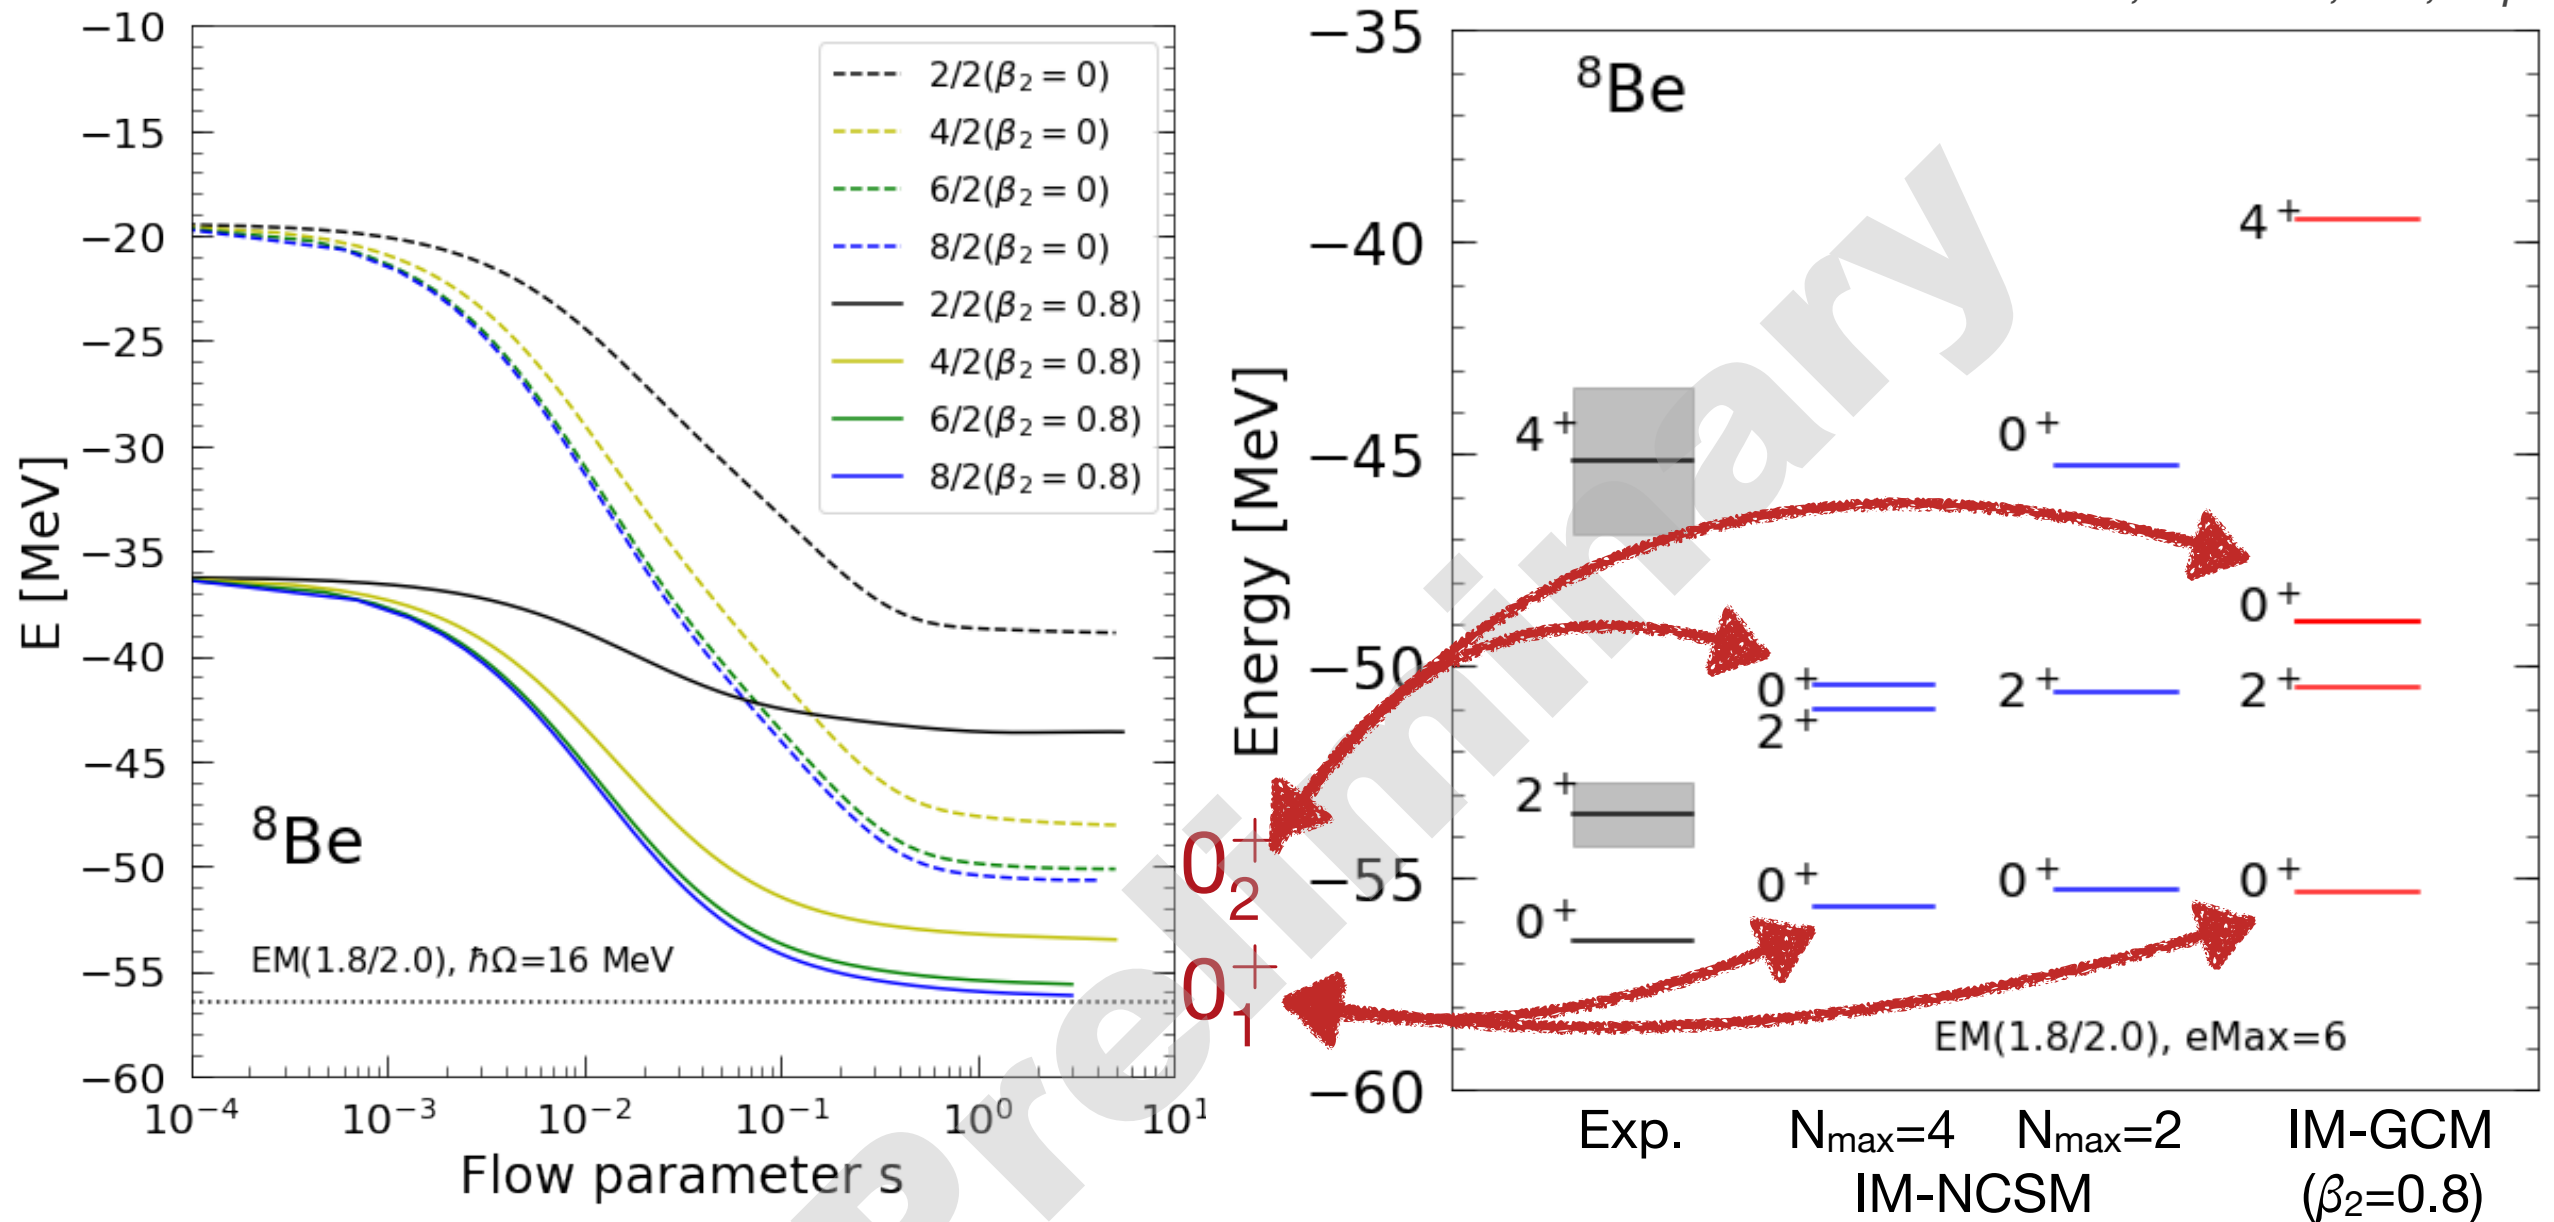 −10
−15
−20
−25
−30
−35
−40
−45
−50
−55
−60
E [MeV]
2/2(β₂ = 0)
4/2(β₂ = 0)
6/2(β₂ = 0)
8/2(β₂ = 0)
2/2(β₂ = 0.8)
4/2(β₂ = 0.8)
6/2(β₂ = 0.8)
8/2(β₂ = 0.8)
⁸Be
EM(1.8/2.0), ℏΩ=16 MeV
10⁻⁴ 10⁻³ 10⁻² 10⁻¹ 10⁰ 10¹
Flow parameter s
0⁺₂
0⁺₁
−35
−40
−45
−50
−55
−60
Energy [MeV]
⁸Be
4⁺
4⁺ 0⁺
0⁺
0⁺ 2⁺ 2⁺
2⁺
2⁺
0⁺ 0⁺ 0⁺
0⁺
EM(1.8/2.0), eMax=6
Exp. Nmax=4 Nmax=2 IM-GCM
IM-NCSM (β₂=0.8)
Preliminary